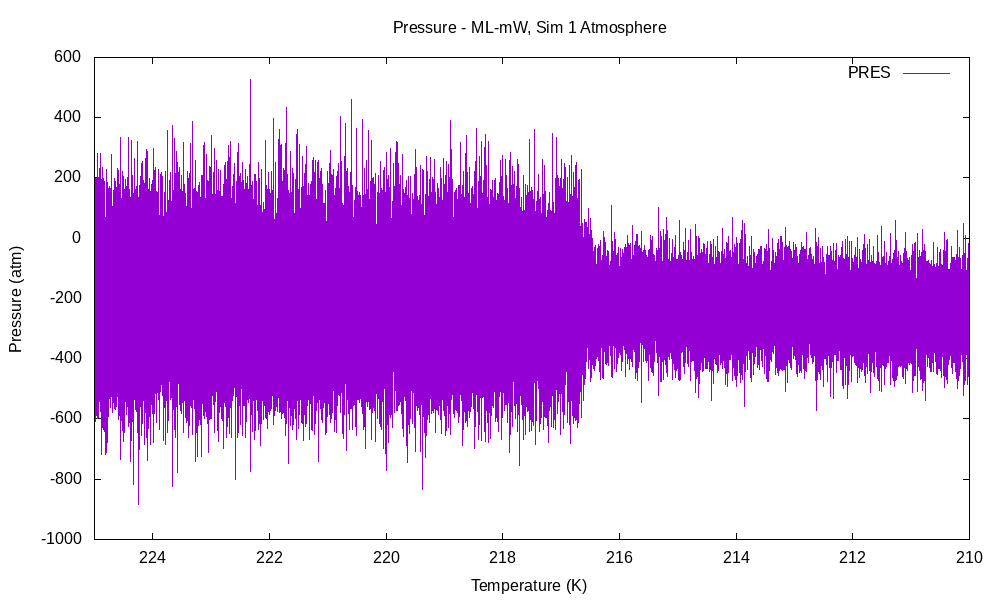 Pressure - ML-mW, Sim 1 Atmosphere
PRES
600
400
200
0
-200
-400
-600
-800
-1000
Pressure (atm)
224 222 220 218 216 214 212 210
Temperature (K)